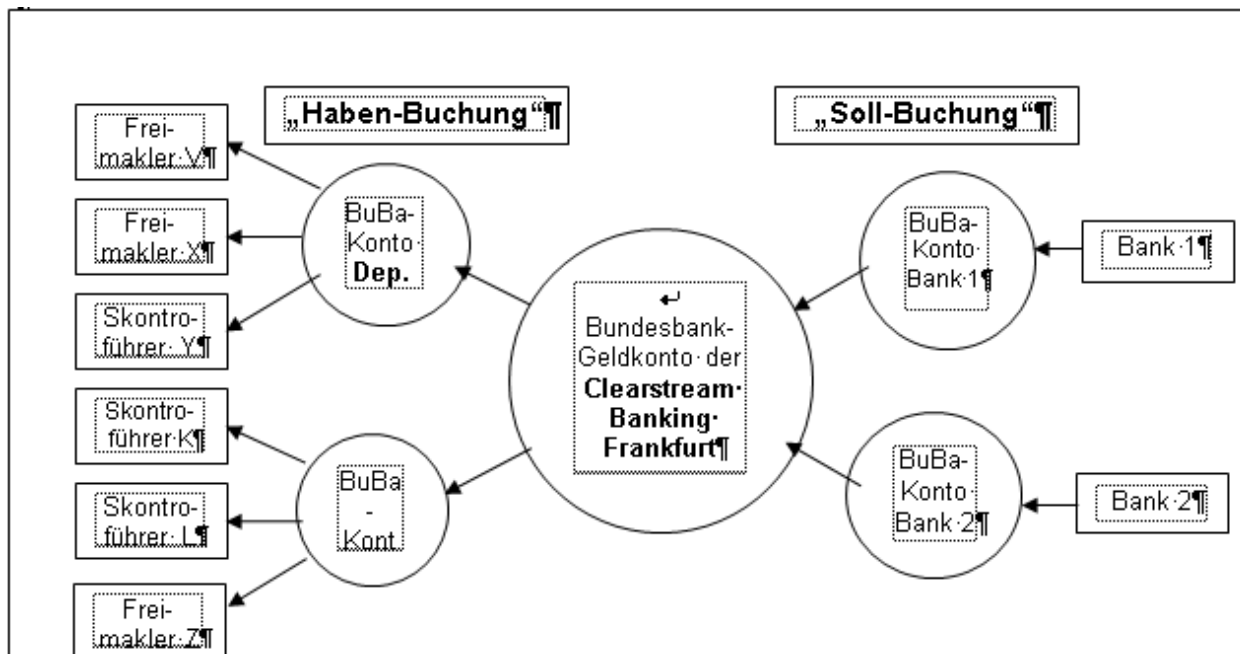 „Haben-Buchung“¶
„Soll-Buchung“¶
Frei-
makler·V¶
Frei-
makler·X¶
Skontro-
führer· Y¶
Skontro-
führer·K¶
Skontro-
führer·L¶
Frei-
makler·Z¶
BuBa-
Konto·
Dep.
BuBa
-
Kont
↵
Bundesbank-
Geldkonto·der
Clearstream·
Banking·
Frankfurt¶
BuBa-
Konto·
Bank·1¶
BuBa-
Konto·
Bank·2¶
Bank·1¶
Bank·2¶